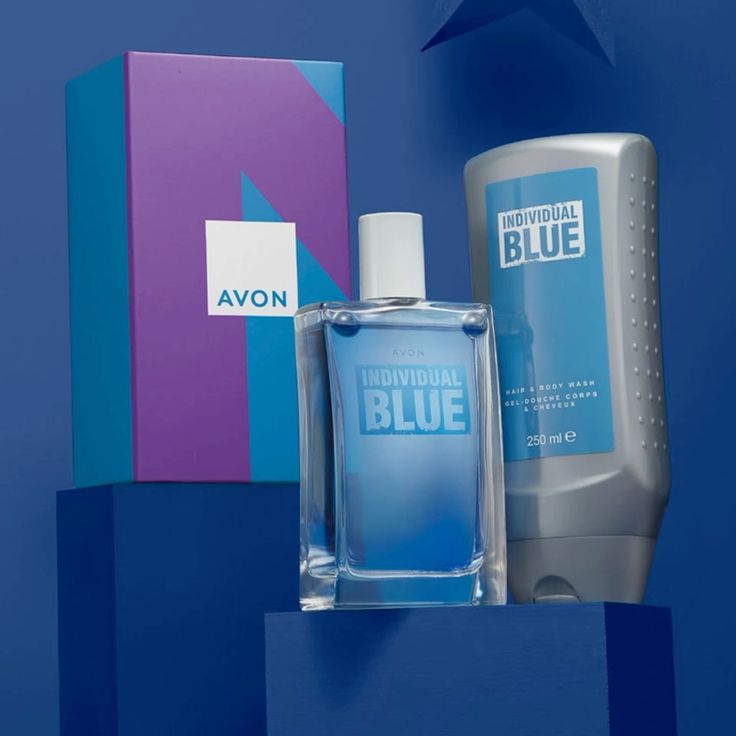 AVON
AVON
INDIVIDUAL
BLUE
INDIVIDUAL
BLUE
HAIR & BODY WASH
GEL-DOUCHE CORPS
& CHEVEUX
250 ml e